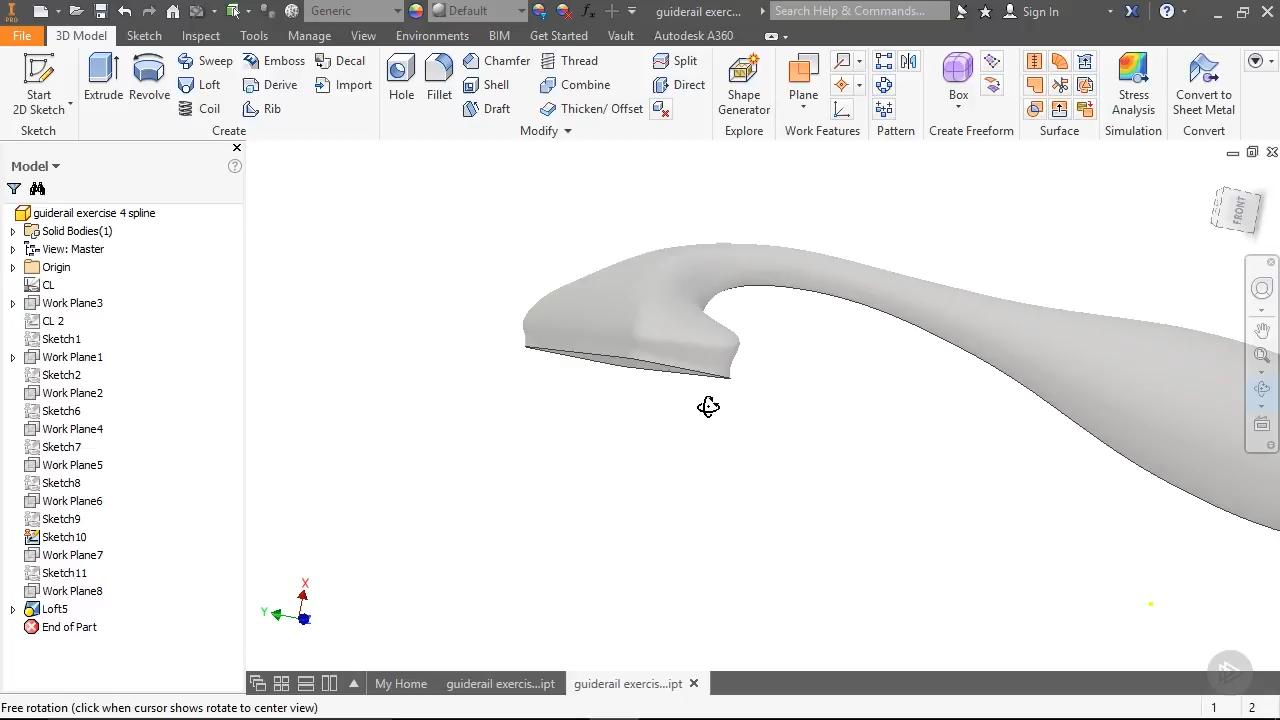 PRO
Generic
Default
fx
guiderail exerc...
Search Help & Commands...
Sign In
File
3D Model
Sketch
Inspect
Tools
Manage
View
Environments
BIM
Get Started
Vault
Autodesk A360
Start
2D Sketch
Sketch
Extrude
Revolve
Sweep
Loft
Coil
Emboss
Derive
Rib
Decal
Import
Create
Hole
Fillet
Chamfer
Shell
Draft
Thread
Combine
Thicken/ Offset
Split
Direct
Modify
Shape
Generator
Explore
Plane
Work Features
Pattern
Box
Create Freeform
Surface
Stress
Analysis
Simulation
Convert to
Sheet Metal
Convert
Model
guiderail exercise 4 spline
Solid Bodies(1)
View: Master
Origin
CL
Work Plane3
CL 2
Sketch1
Work Plane1
Sketch2
Work Plane2
Sketch6
Work Plane4
Sketch7
Work Plane5
Sketch8
Work Plane6
Sketch9
Sketch10
Work Plane7
Sketch11
Work Plane8
Loft5
End of Part
FRONT
X
Y
Z
My Home
guiderail exercis...ipt
guiderail exercis...ipt
Free rotation (click when cursor shows rotate to center view)
1
2